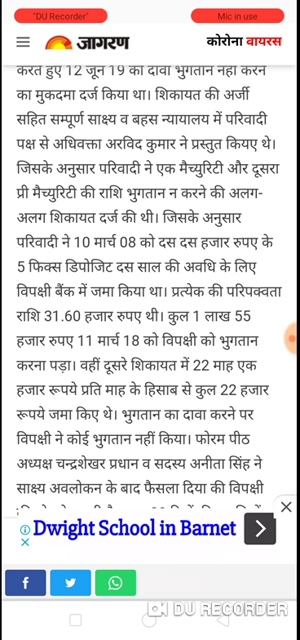 "DU Recorder" Mic in use
जागरण कोरोना वायरस
करते हुए 12 जून 19 को दावा भुगतान नहीं करने
का मुकदमा दर्ज किया था। शिकायत की अर्जी
सहित सम्पूर्ण साक्ष्य व बहस न्यायालय में परिवादी
पक्ष से अधिवक्ता अरविद कुमार ने प्रस्तुत कियए थे।
जिसके अनुसार परिवादी ने एक मैच्युरिटी और दूसरा
प्री मैच्युरिटी की राशि भुगतान न करने की अलग-
अलग शिकायत दर्ज की थी। जिसके अनुसार
परिवादी ने 10 मार्च 08 को दस दस हजार रुपए के
5 फिक्स डिपोजिट दस साल की अवधि के लिए
विपक्षी बैंक में जमा किया था। प्रत्येक की परिपक्वता
राशि 31.60 हजार रुपए थी। कुल 1 लाख 55
हजार रुपए 11 मार्च 18 को विपक्षी को भुगतान
करना पड़ा। वहीं दूसरे शिकायत में 22 माह एक
हजार रूपये प्रति माह के हिसाब से कुल 22 हजार
रूपये जमा किए थे। भुगतान का दावा करने पर
विपक्षी ने कोई भुगतान नहीं किया। फोरम पीठ
अध्यक्ष चन्द्रशेखर प्रधान व सदस्य अनीता सिंह ने
साक्ष्य अवलोकन के बाद फैसला दिया की विपक्षी
Dwight School in Barnet
DU RECORDER